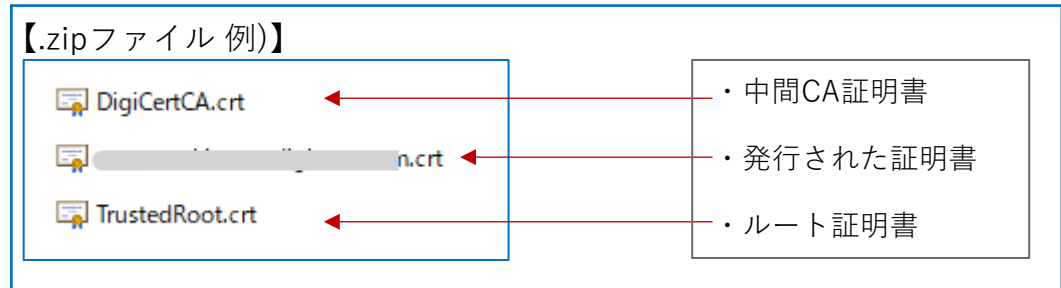 【.zipファイル 例)】
DigiCertCA.crt
・中間CA証明書
.crt
・発行された証明書
TrustedRoot.crt
・ルート証明書